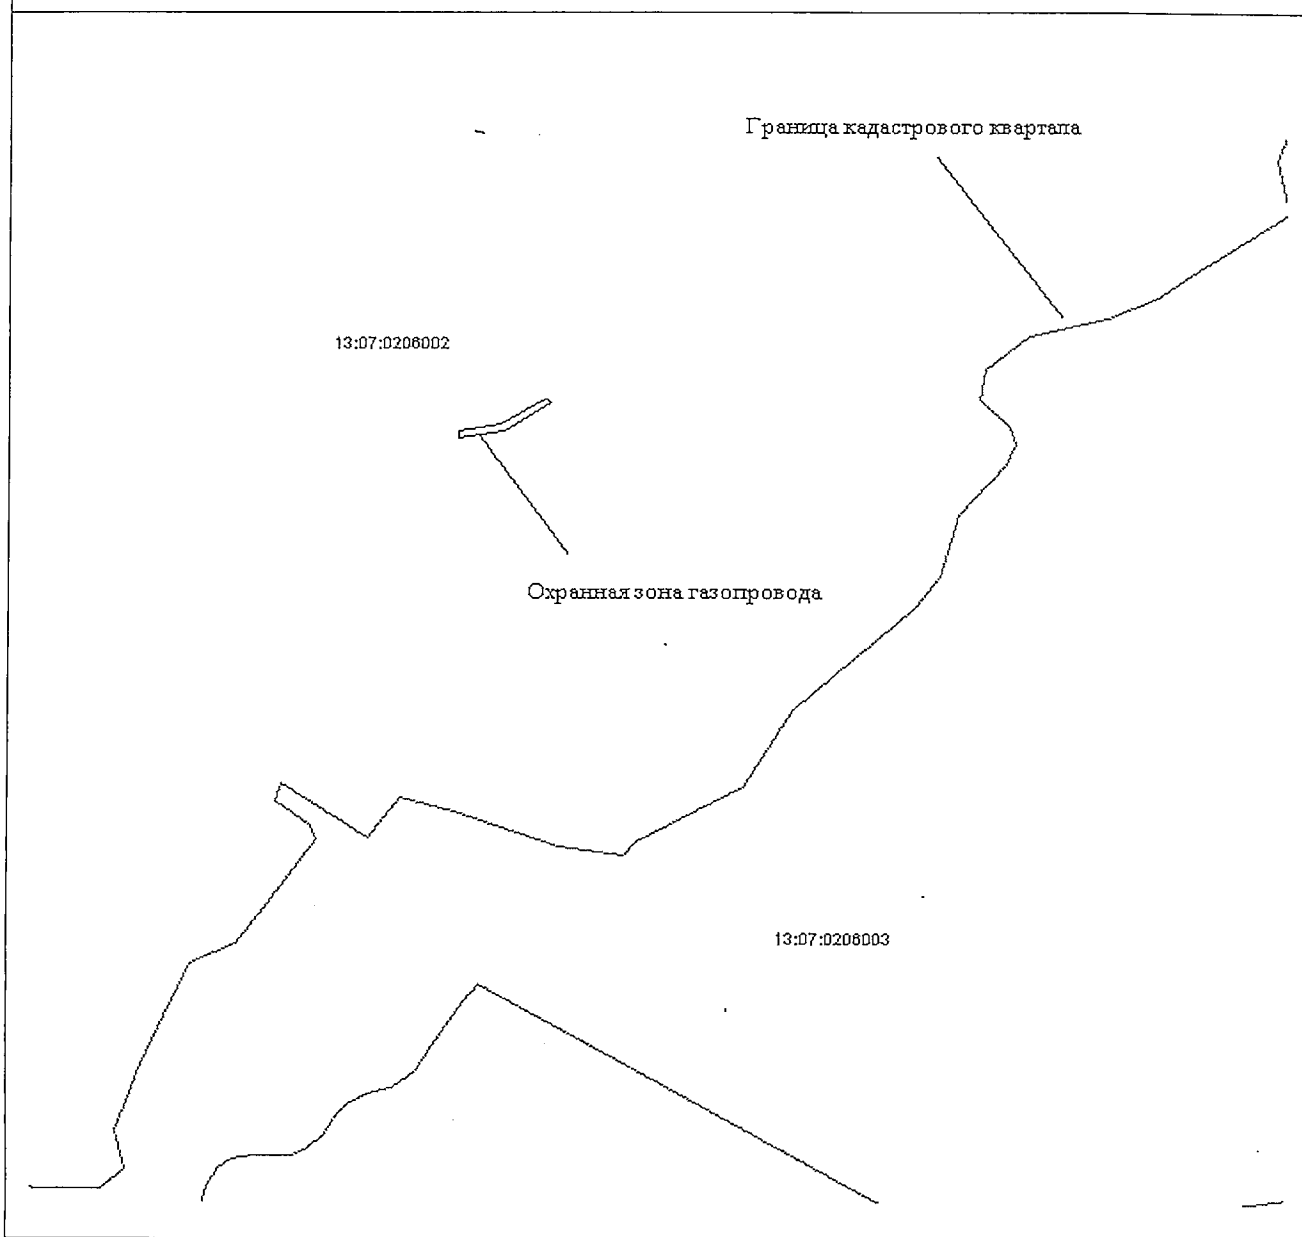 Граница кадастрового квартала
13:07:0206002
Охранная зона газопровода
13:07:0206003